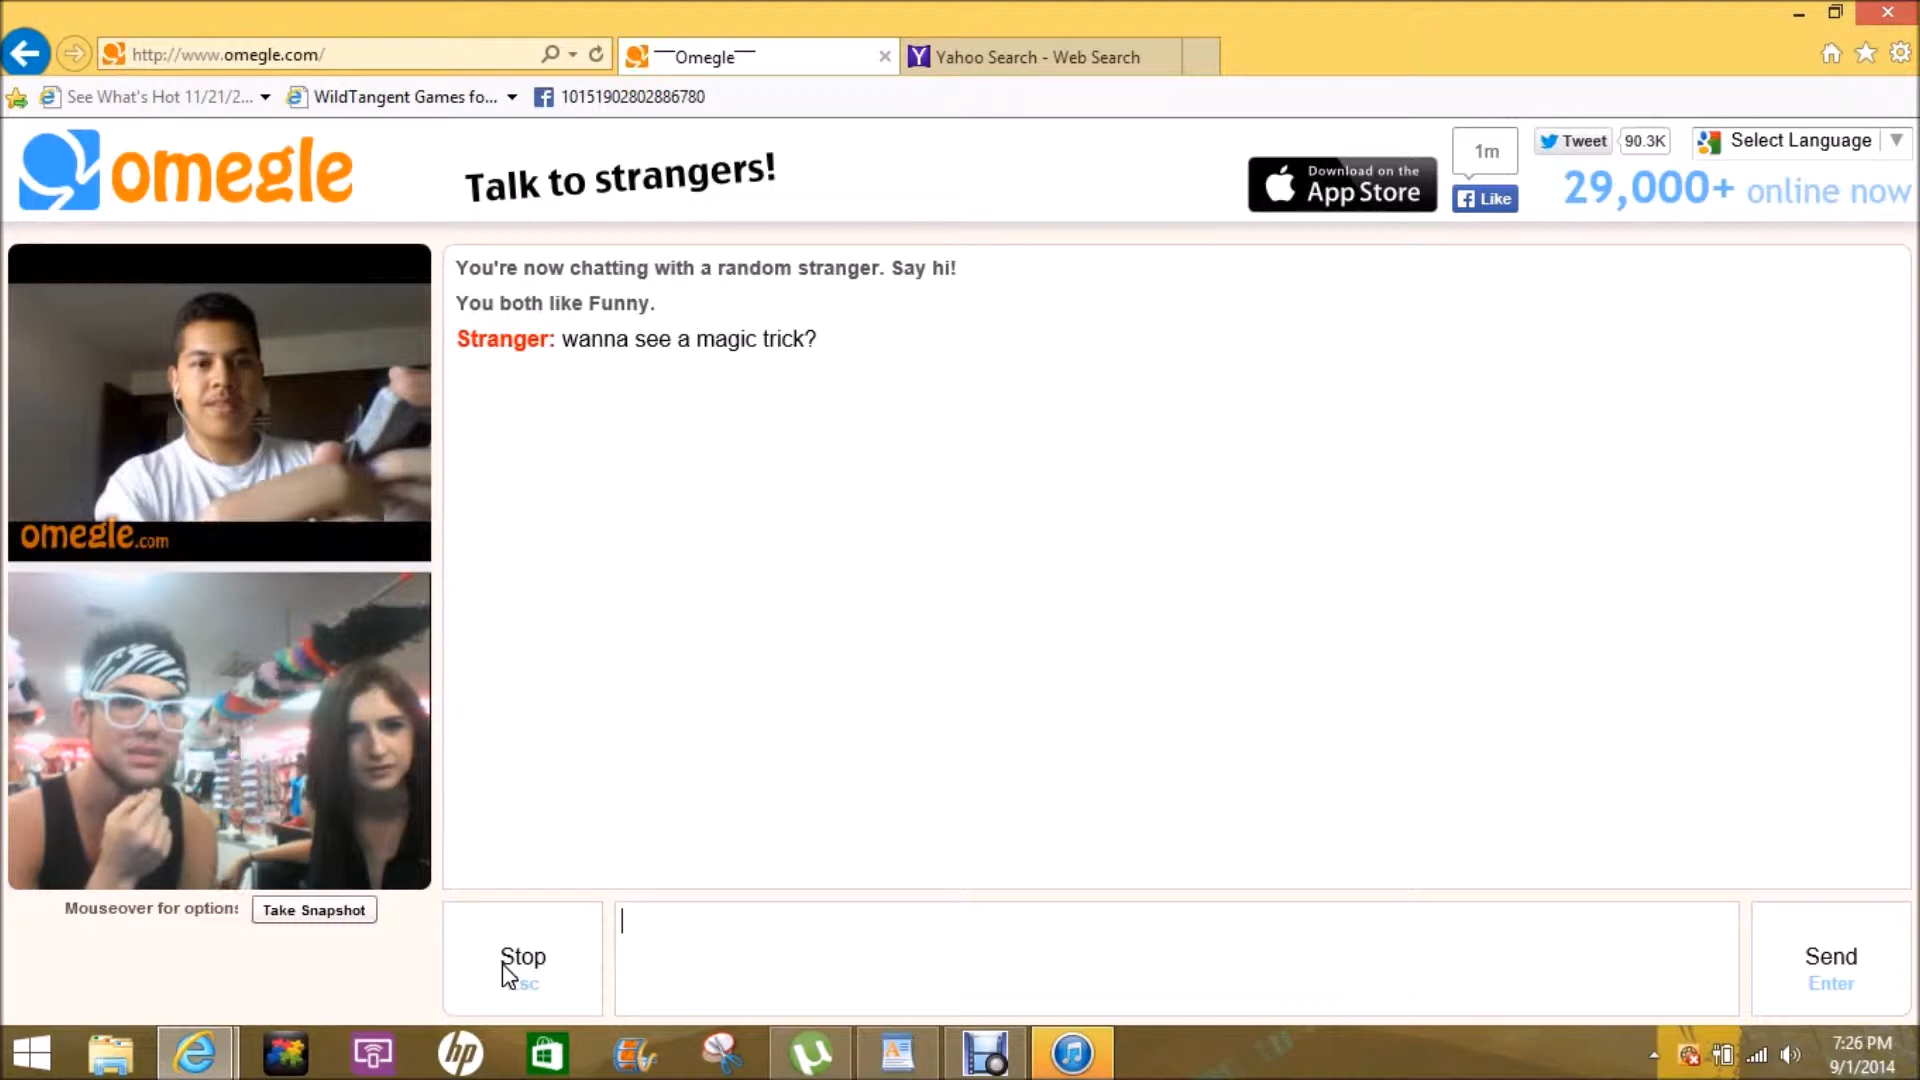 http://www.omegle.com/
Omegle
Yahoo Search - Web Search
See What's Hot 11/21/2...
WildTangent Games fo...
10151902802886780
omegle
Talk to strangers!
Download on the
App Store
1m
Like
Tweet
90.3K
Select Language
29,000+ online now
You're now chatting with a random stranger. Say hi!
You both like Funny.
Stranger: wanna see a magic trick?
omegle.com
Mouseover for options
Take Snapshot
Stop
Send
Enter
hp
7:26 PM
9/1/2014